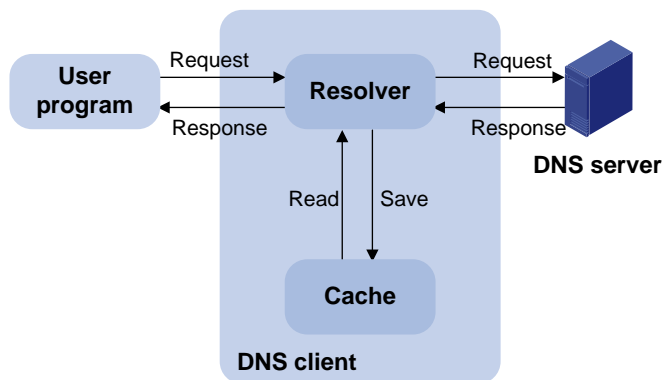 User
program
Request
Response
Resolver
Request
Response
DNS server
Read
Save
Cache
DNS client